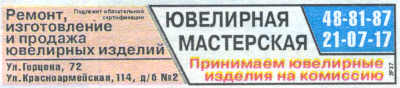 Ремонт,
изготовление
и продажа
ювелирных изделий
Подлежит обязательной
сертификации
Ул.Герцена, 72
Ул.Красноармейская, 114, д/б №2
ЮВЕЛИРНАЯ
МАСТЕРСКАЯ
48-81-87
21-07-17
Принимаем ювелирные
изделия на комиссию